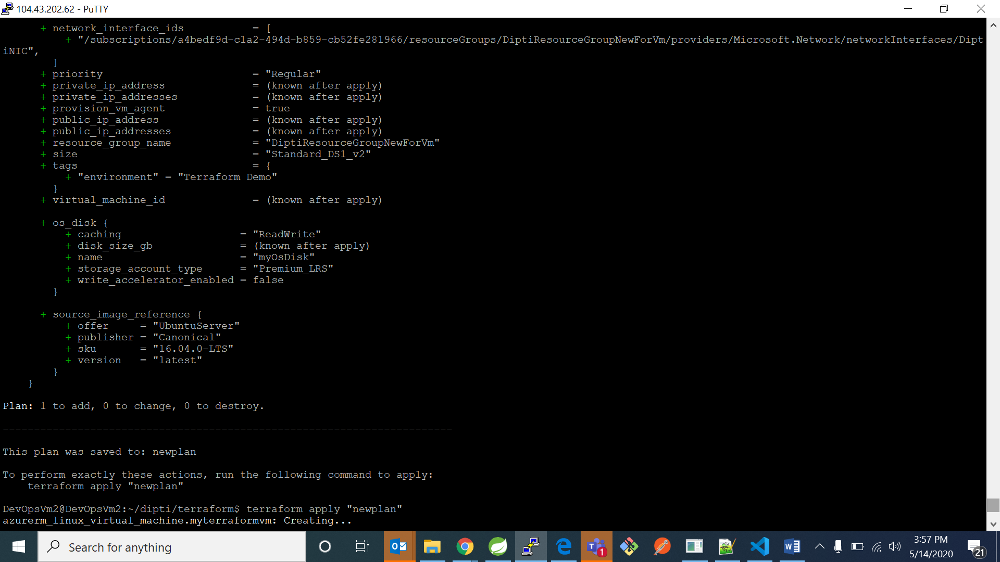 104.43.202.62 - PuTTY
+ network_interface_ids = [
+ "/subscriptions/a4bedf9d-c1a2-494d-b859-cb52fe281966/resourceGroups/DiptiResourceGroupNewForVm/providers/Microsoft.Network/networkInterfaces/Dipt
iNIC",
]
+ priority = "Regular"
+ private_ip_address = (known after apply)
+ private_ip_addresses = (known after apply)
+ provision_vm_agent = true
+ public_ip_address = (known after apply)
+ public_ip_addresses = (known after apply)
+ resource_group_name = "DiptiResourceGroupNewForVm"
+ size = "Standard_DS1_v2"
+ tags = {
+ "environment" = "Terraform Demo"
}
+ virtual_machine_id = (known after apply)
+ os_disk {
+ caching = "ReadWrite"
+ disk_size_gb = (known after apply)
+ name = "myOsDisk"
+ storage_account_type = "Premium_LRS"
+ write_accelerator_enabled = false
}
+ source_image_reference {
+ offer = "UbuntuServer"
+ publisher = "Canonical"
+ sku = "16.04.0-LTS"
+ version = "latest"
}
}
Plan: 1 to add, 0 to change, 0 to destroy.
------------------------------------------------------------------------
This plan was saved to: newplan
To perform exactly these actions, run the following command to apply:
terraform apply "newplan"
DevOpsVm2@DevOpsVm2:~/dipti/terraform$ terraform apply "newplan"
azurerm_linux_virtual_machine.myterraformvm: Creating...
Search for anything
1
3:57 PM
5/14/2020
21